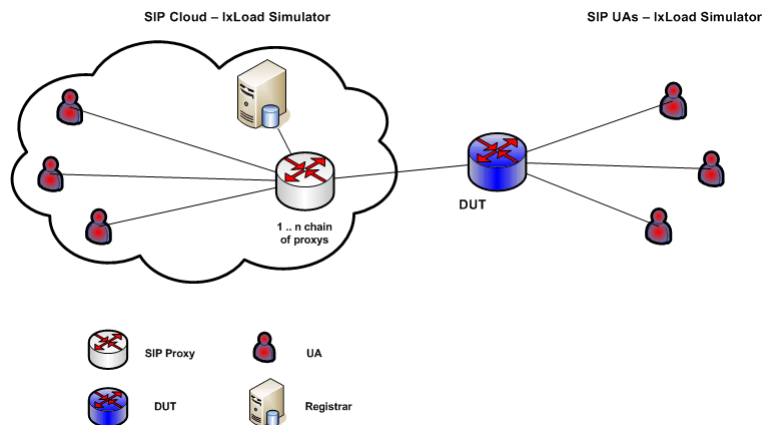 SIP Cloud – IxLoad Simulator
SIP UAs – IxLoad Simulator
DUT
1 .. n chain
of proxys
SIP Proxy
UA
DUT
Registrar